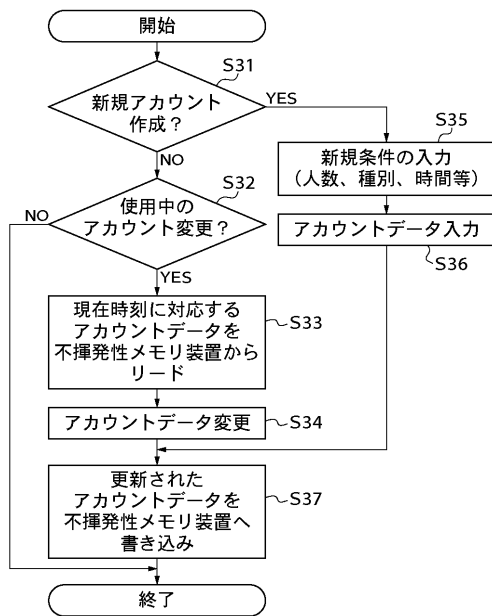 開始
S31
新規アカウント
作成？
YES
NO
S35
新規条件の入力
（人数、種別、時間等）
S32
使用中の
アカウント変更？
NO
YES
アカウントデータ入力
S36
現在時刻に対応する
アカウントデータを
不揮発性メモリ装置から
リード
S33
アカウントデータ変更
S34
更新された
アカウントデータを
不揮発性メモリ装置へ
書き込み
S37
終了